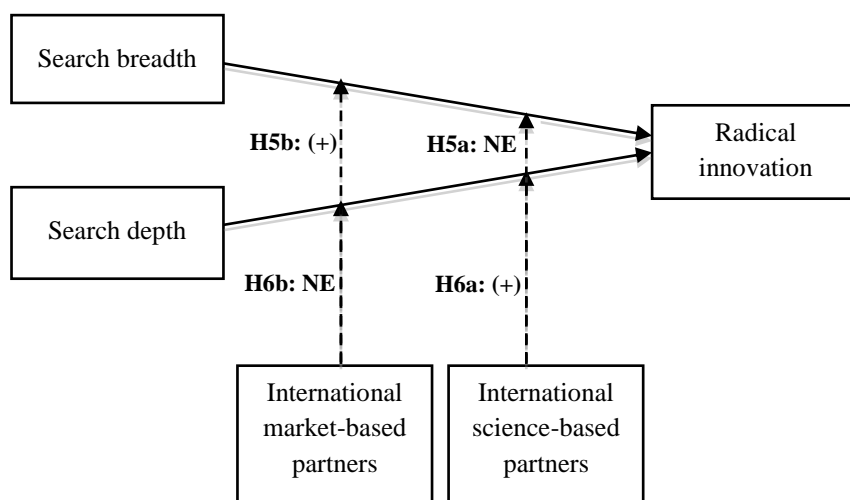 Search breadth
Radical
innovation
H5b: (+)
H5a: NE
Search depth
H6b: NE
H6a: (+)
International
market-based
partners
International
science-based
partners